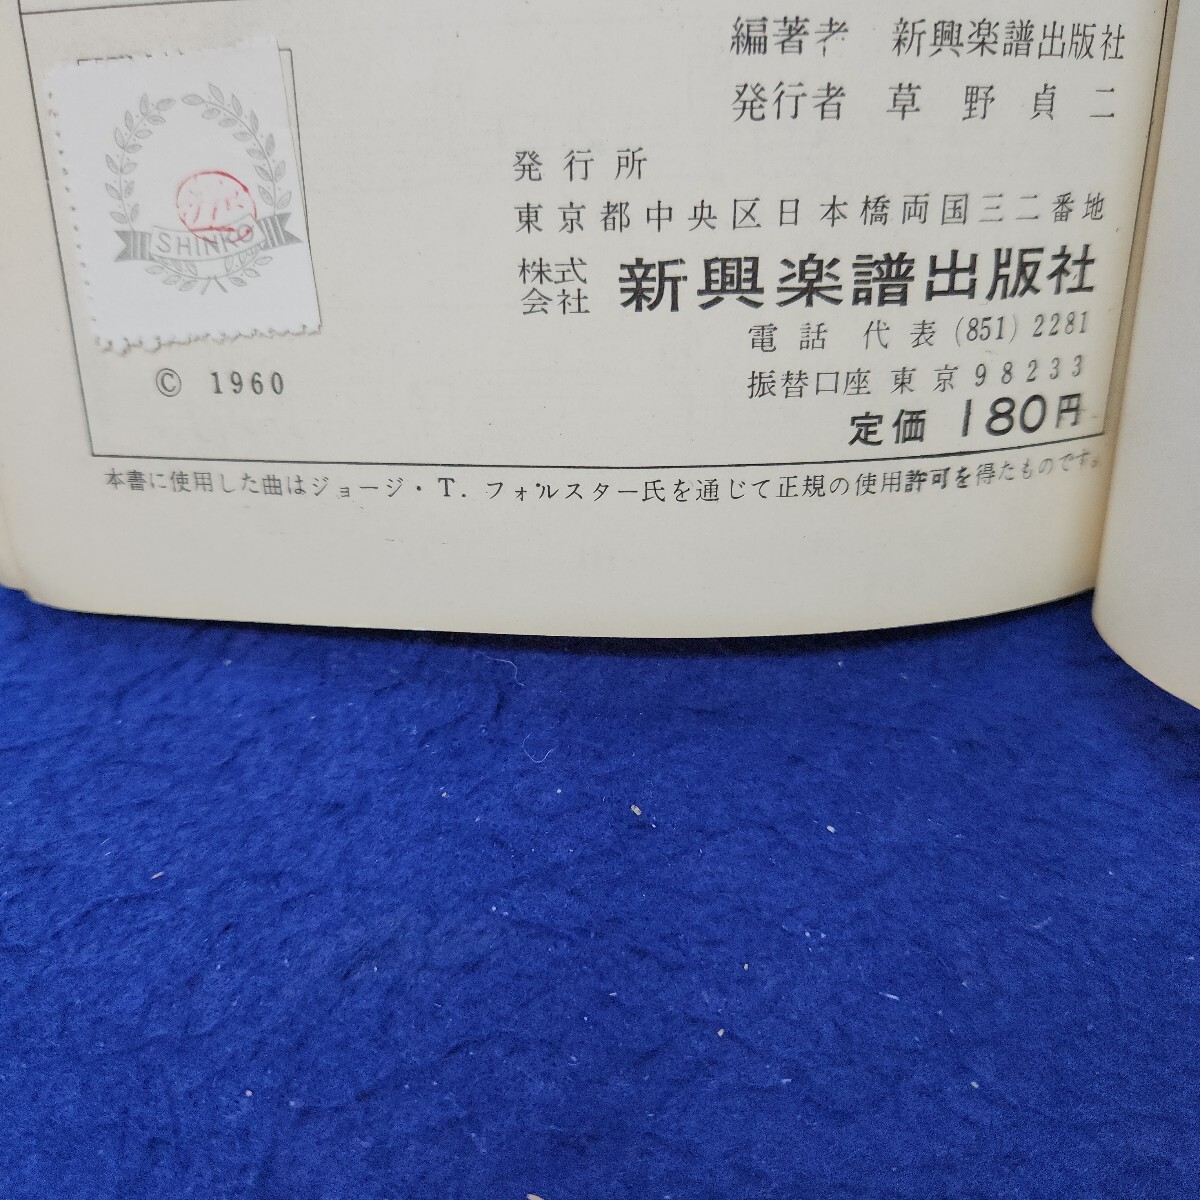 編著者 新興楽譜出版社
発行者 草野貞二
発行所
東京都中央区日本橋両国三二番地
株式会社 新興楽譜出版社
電話 代表 (851) 2281
振替口座 東京 98233
定価 180円
SHINKO
© 1960
本書に使用した曲はジョージ・T. フォルスター氏を通じて正規の使用許可を得たものです。